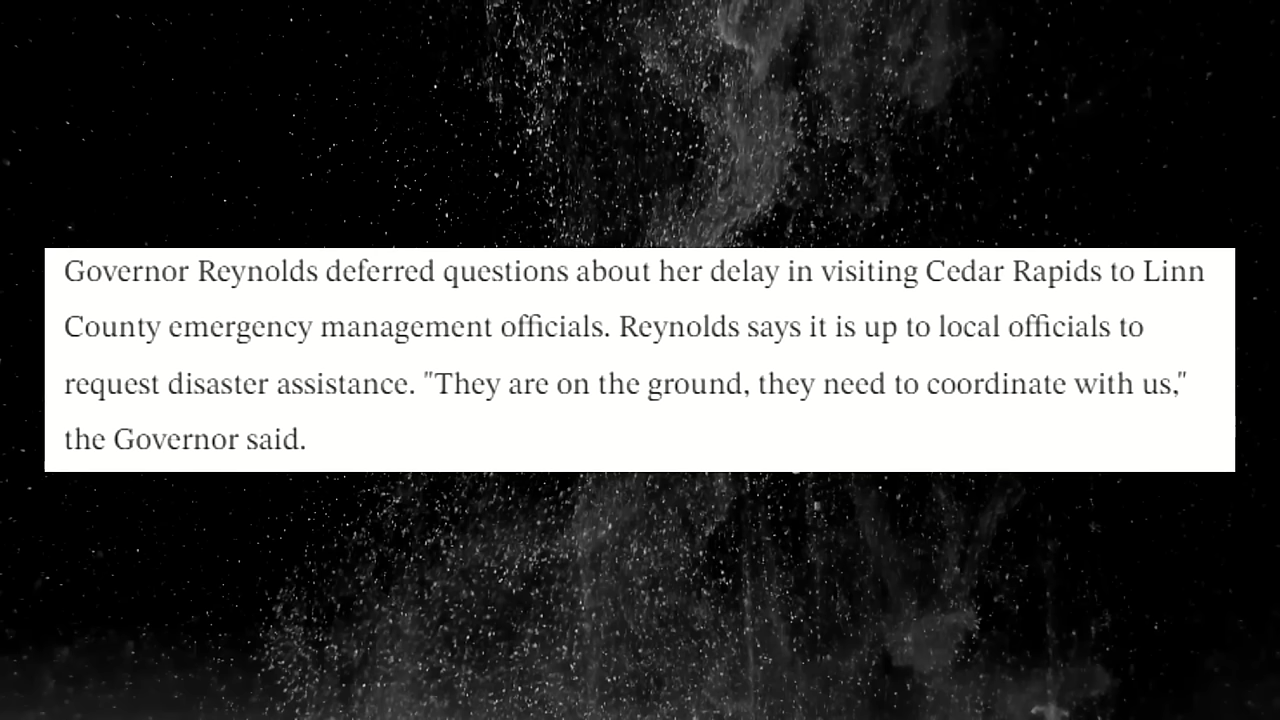 Governor Reynolds deferred questions about her delay in visiting Cedar Rapids to Linn
County emergency management officials. Reynolds says it is up to local officials to
request disaster assistance. "They are on the ground, they need to coordinate with us,"
the Governor said.